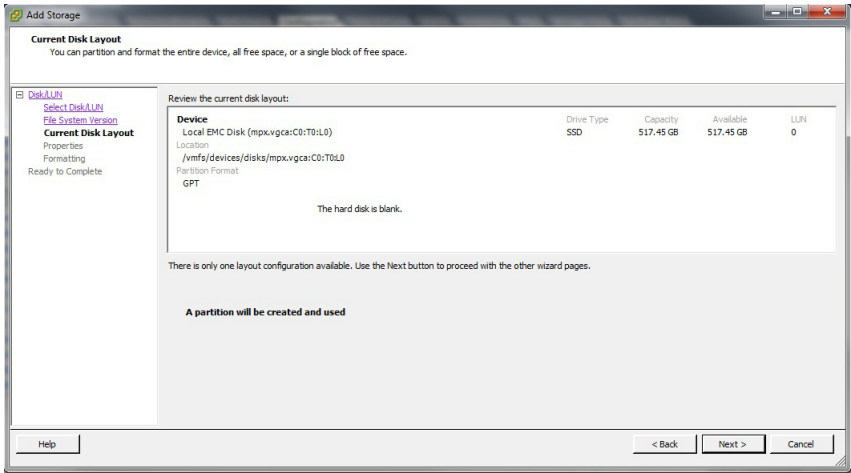 Add Storage
Current Disk Layout
You can partition and format the entire device, all free space, or a single block of free space.
Disk/LUN
Select Disk/LUN
File System Version
Current Disk Layout
Properties
Formatting
Ready to Complete
Review the current disk layout:
Device Drive Type Capacity Available LUN
Local EMC Disk (mpx.vgca:C0:T0:L0) SSD 517.45 GB 517.45 GB 0
Location
/vmfs/devices/disks/mpx.vgca:C0:T0:L0
Partition Format
GPT
The hard disk is blank.
There is only one layout configuration available. Use the Next button to proceed with the other wizard pages.
A partition will be created and used
Help < Back Next > Cancel